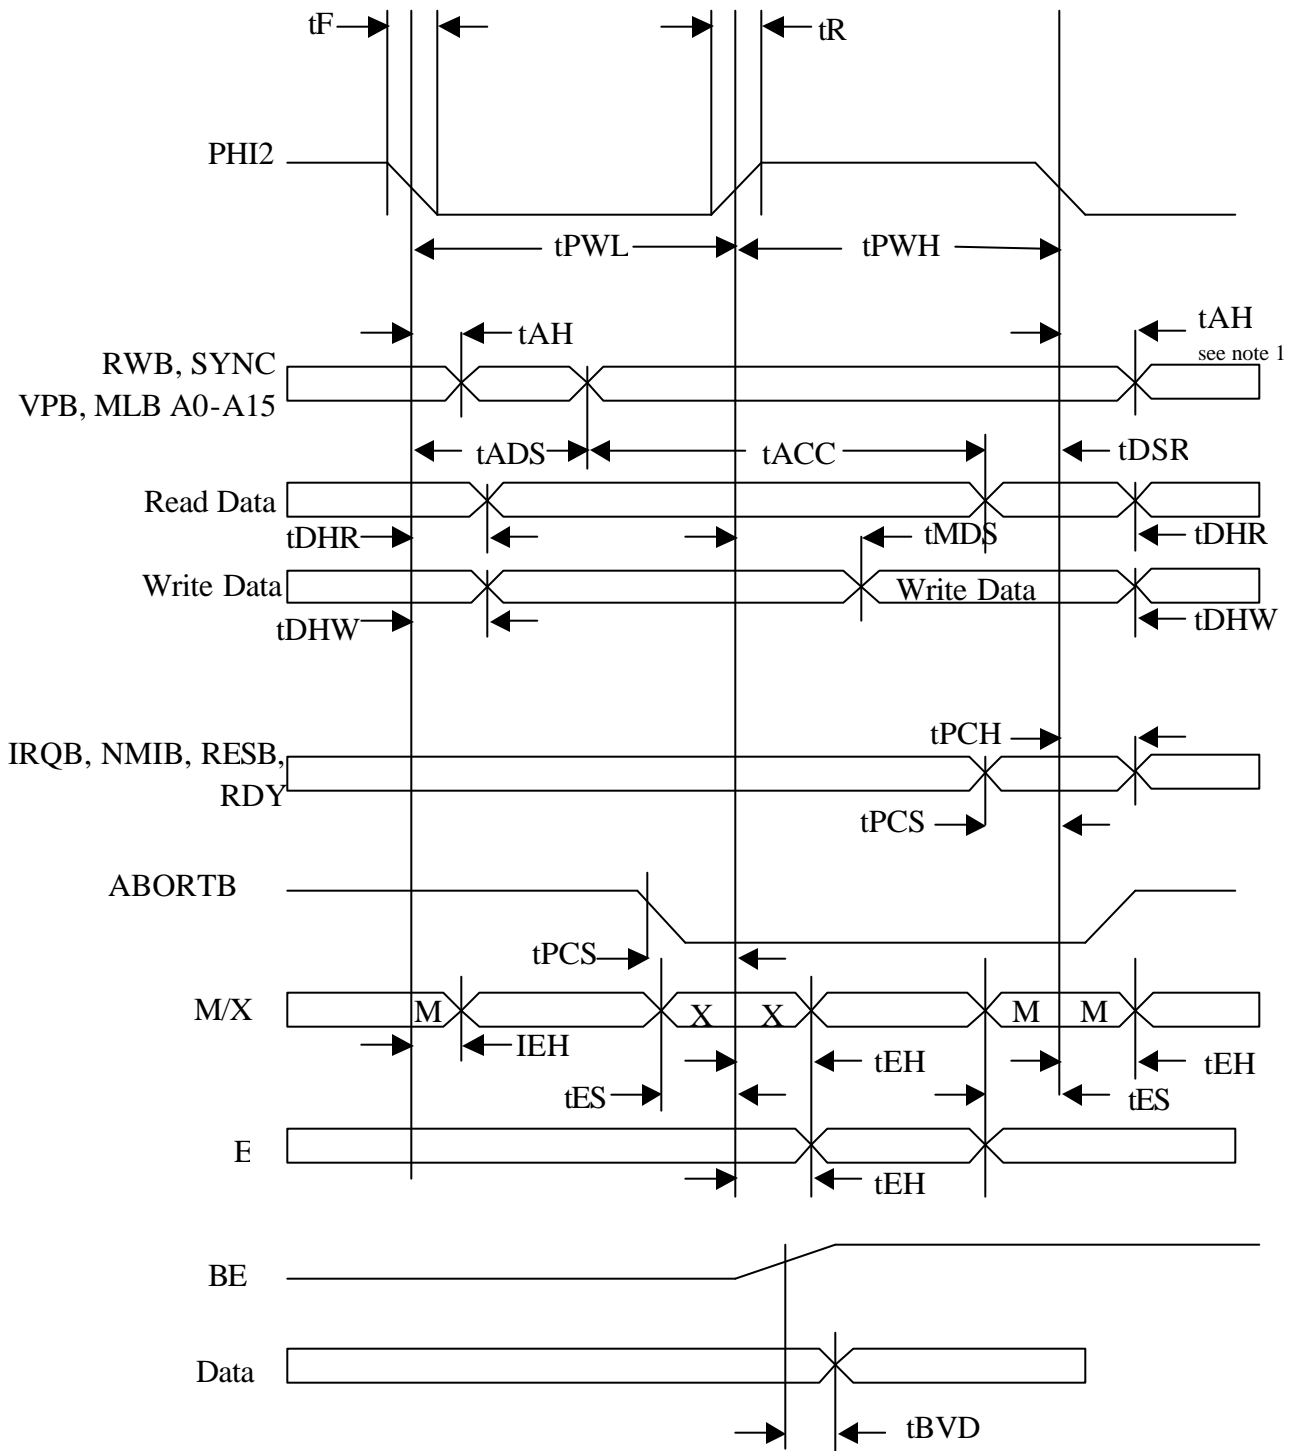 tF
tR
PHI2
tPWL
tPWH
tAH
tAH
see note 1
RWB, SYNC
VPB, MLB A0-A15
tADS
tACC
tDSR
Read Data
tDHR
tMDS
tDHR
Write Data
Write Data
tDHW
tDHW
tPCH
IRQB, NMIB, RESB,
RDY
tPCS
ABORTB
tPCS
M/X
M
X
X
M
M
IEH
tEH
tEH
tES
tES
E
tEH
BE
Data
tBVD